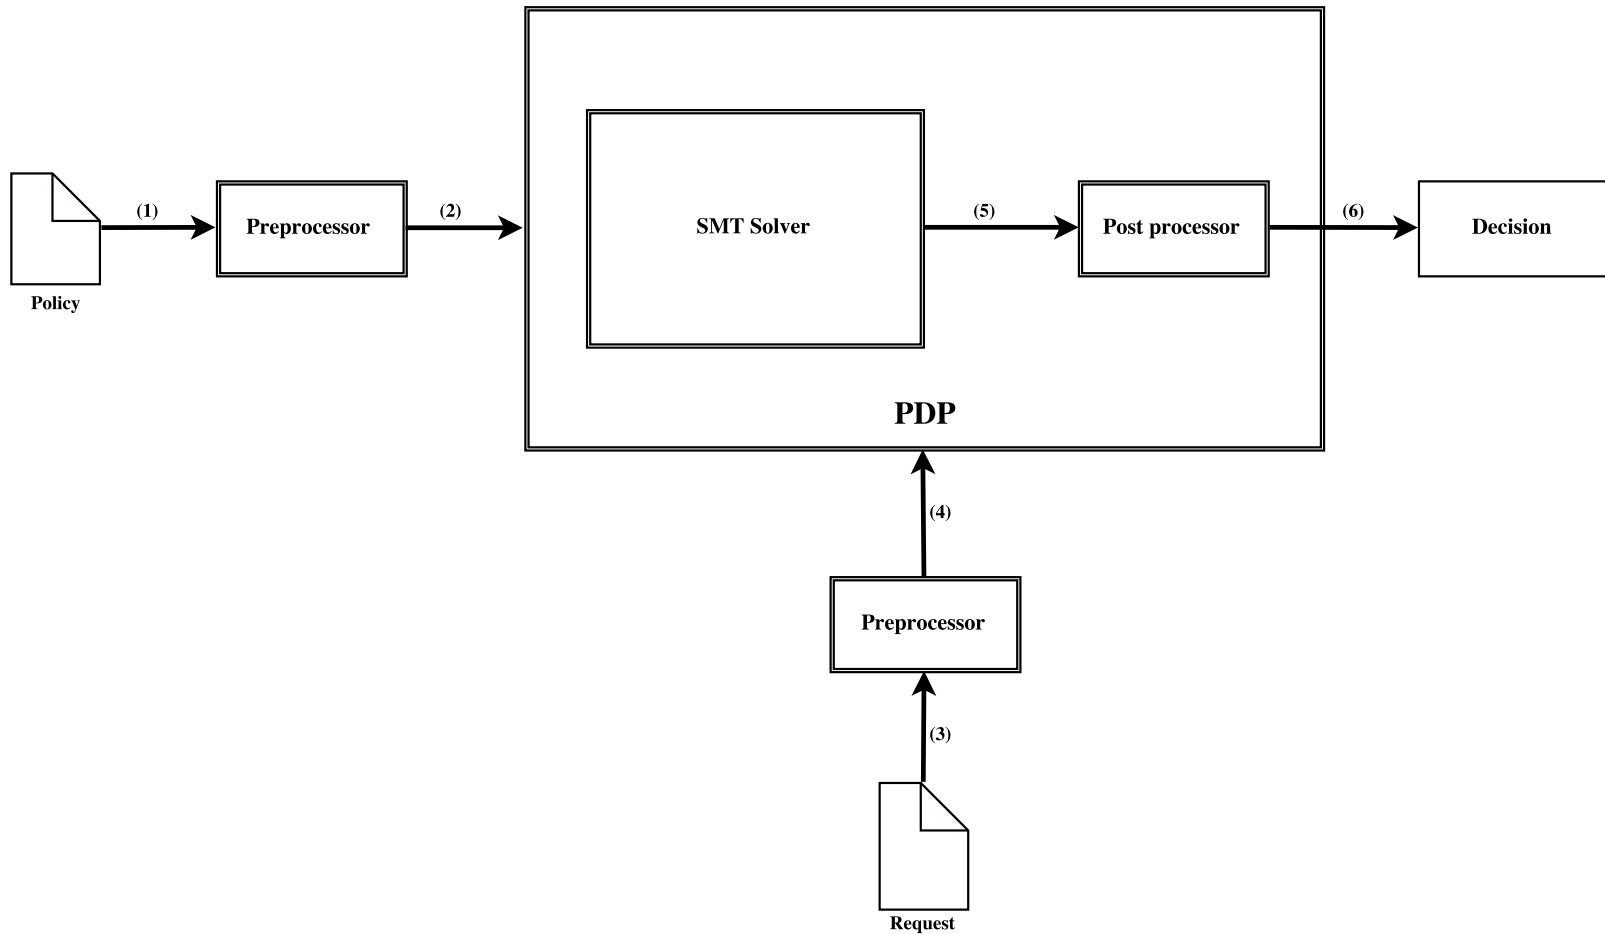 (1)
(2)
(5)
(6)
Preprocessor
SMT Solver
Post processor
Decision
Policy
PDP
(4)
Preprocessor
(3)
Request